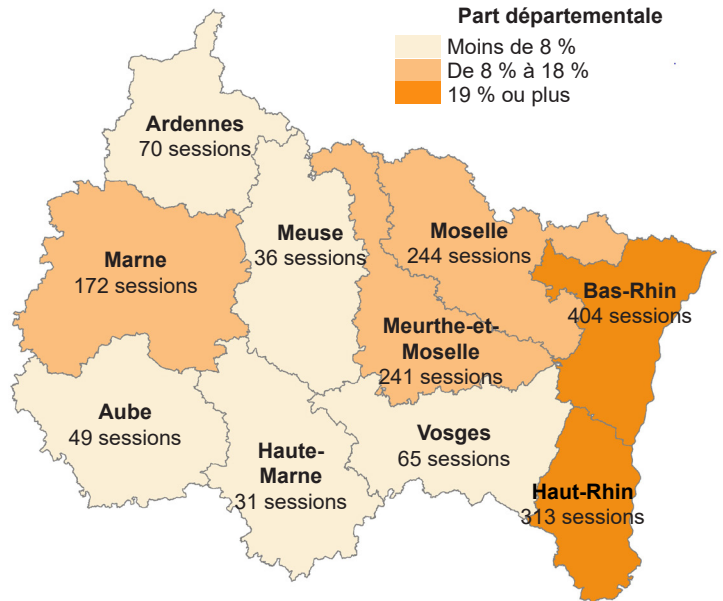 Part départementale
Moins de 8 %
De 8 % à 18 %
19 % ou plus
Ardennes
70 sessions
Marne
172 sessions
Meuse
36 sessions
Moselle
244 sessions
Bas-Rhin
404 sessions
Meurthe-et-
Moselle
241 sessions
Aube
49 sessions
Haute-
Marne
31 sessions
Vosges
65 sessions
Haut-Rhin
313 sessions